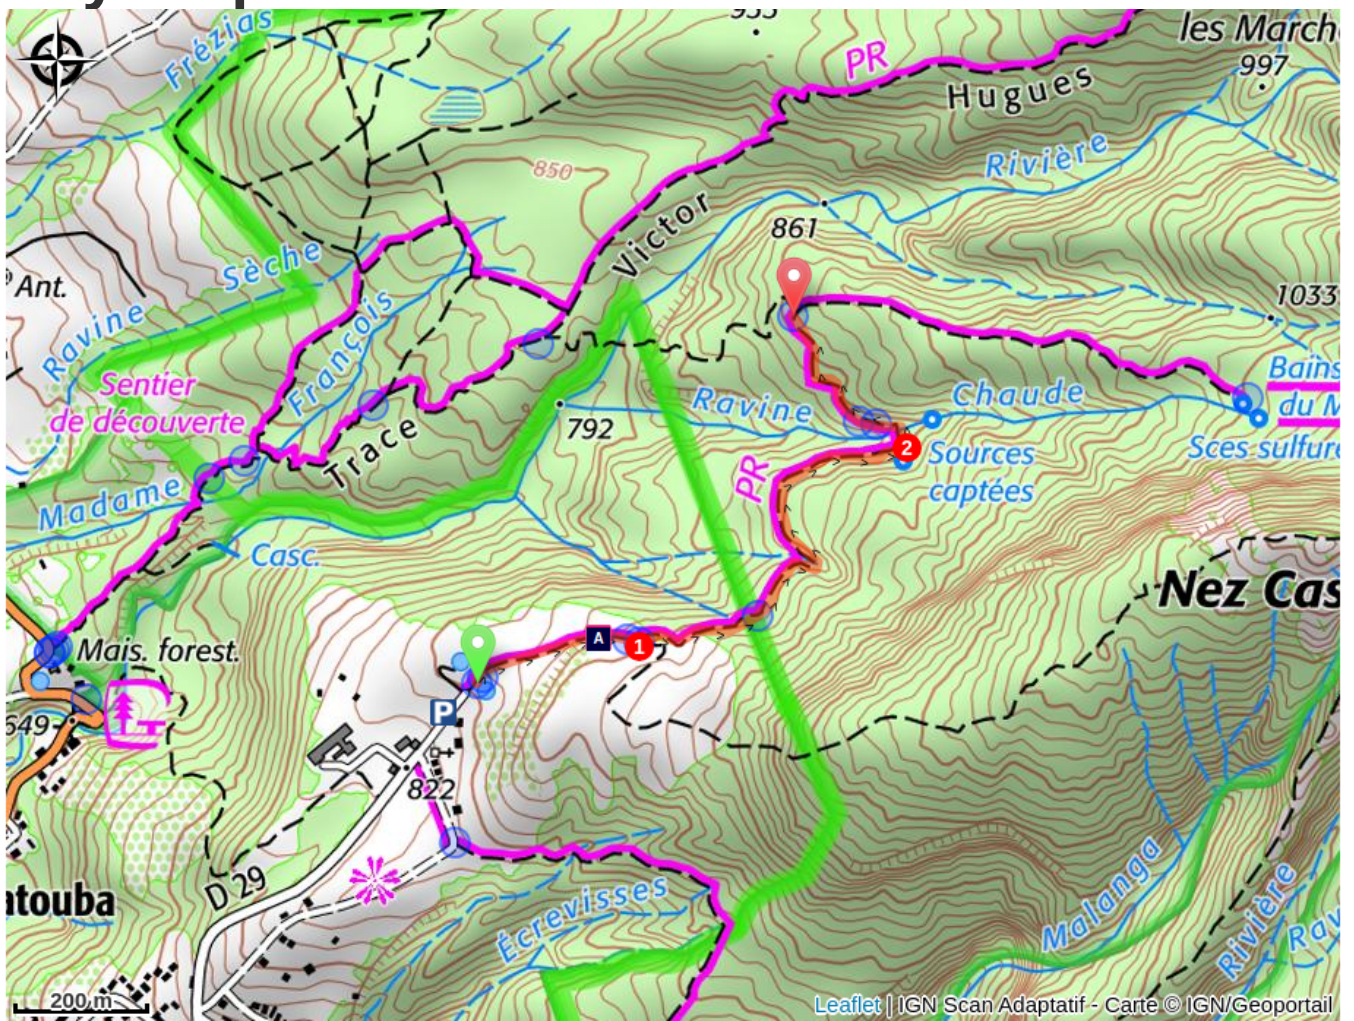 Frézias
PR
les March
997
Hugues
Rivière
850
Victor
861
Ant.
Sèche
Ravine
1033
François
Sentier
de découverte
Bains
du M
Chaude
Ravine
792
Trace
2
Sources
captées
Sces sulfur
PR
Madame
Casc.
Nez Cas
A
1
Mais. forest.
P
649
822
D 29
atouba
Écrevisses
Malanga
Rivière
Rav
200 m
Leaflet | IGN Scan Adaptatif - Carte © IGN/Geoportail